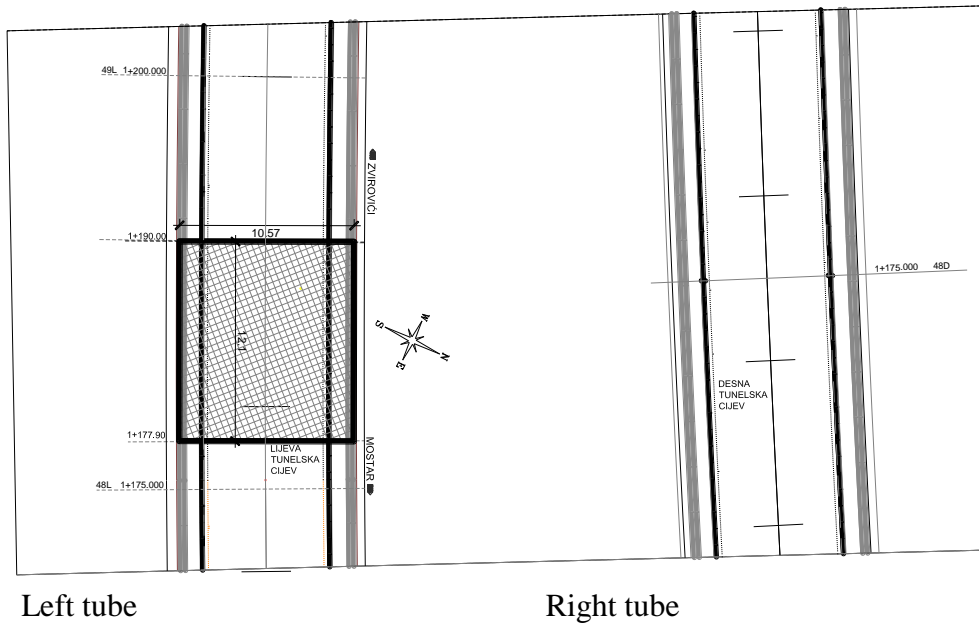 49L 1+200.000
ZVIROVIĆI
10.57
1+190.00
12.1
S
W
E
N
1+175.000 48D
DESNA
TUNELSKA
CIJEV
1+177.90
LIJEVA
TUNELSKA
CIJEV
MOSTAR
48L 1+175.000
Left tube
Right tube